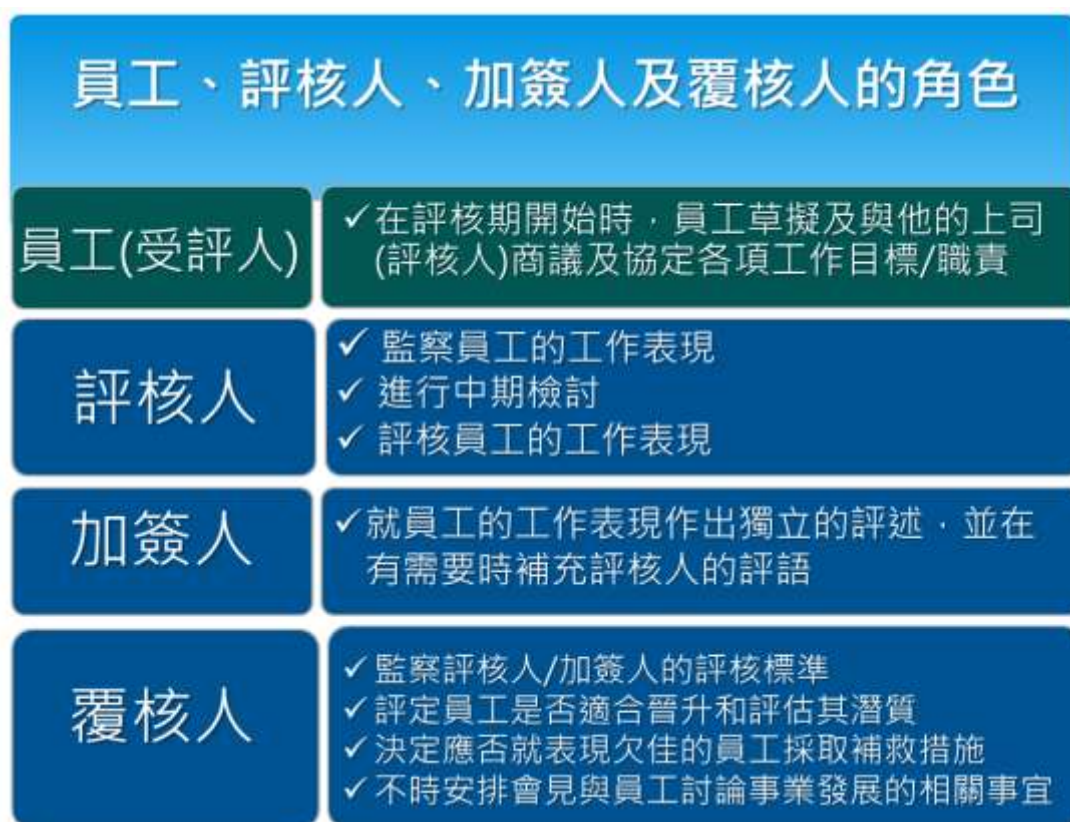 員工、評核人、加簽人及覆核人的角色
員工(受評人)
✓在評核期開始時，員工草擬及與他的上司
(評核人)商議及協定各項工作目標/職責
評核人
✓ 監察員工的工作表現
✓ 進行中期檢討
✓ 評核員工的工作表現
加簽人
✓就員工的工作表現作出獨立的評述，並在
有需要時補充評核人的評語
覆核人
✓監察評核人/加簽人的評核標準
✓評定員工是否適合晉升和評估其潛質
✓決定應否就表現欠佳的員工採取補救措施
✓不時安排會見與員工討論事業發展的相關事宜